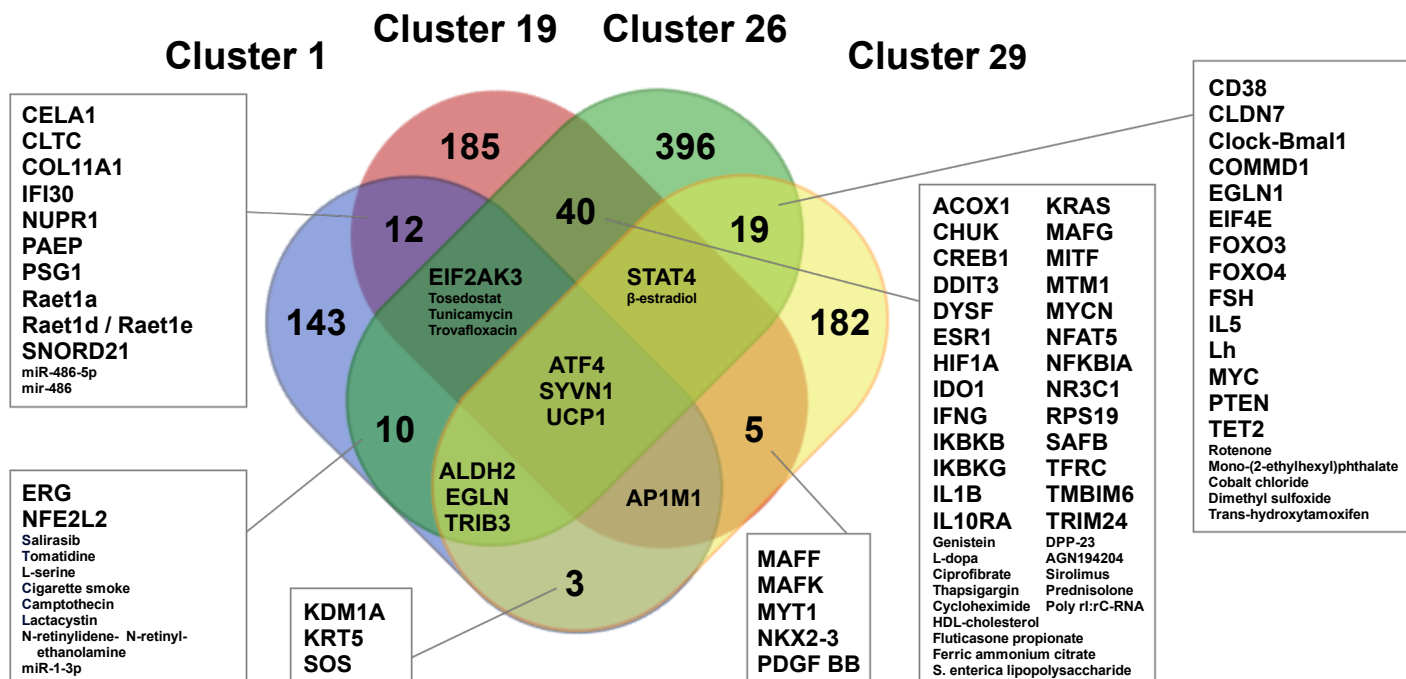 Cluster 1
Cluster 19
Cluster 26
Cluster 29
CELA1
CLTC
COL11A1
IFI30
NUPR1
PAEP
PSG1
Raet1a
Raet1d / Raet1e
SNORD21
miR-486-5p
mir-486
ERG
NFE2L2
Salirasib
Tomatidine
L-serine
Cigarette smoke
Camptothecin
Lactacystin
N-retinylidene- N-retinyl-
ethanolamine
miR-1-3p
185
396
12
40
19
143
EIF2AK3
Tosedostat
Tunicamycin
Trovafloxacin
STAT4
β-estradiol
182
ATF4
SYVN1
UCP1
10
5
ALDH2
EGLN
TRIB3
AP1M1
3
KDM1A
KRT5
SOS
MAFF
MAFK
MYT1
NKX2-3
PDGF BB
ACOX1 KRAS
CHUK MAFG
CREB1 MITF
DDIT3 MTM1
DYSF MYCN
ESR1 NFAT5
HIF1A NFKBIA
IDO1 NR3C1
IFNG RPS19
IKBKB SAFB
IKBKG TFRC
IL1B TMBIM6
IL10RA TRIM24
Genistein DPP-23
L-dopa AGN194204
Ciprofibrate Sirolimus
Thapsigargin Prednisolone
Cycloheximide Poly rI:rC-RNA
HDL-cholesterol
Fluticasone propionate
Ferric ammonium citrate
S. enterica lipopolysaccharide
CD38
CLDN7
Clock-Bmal1
COMMD1
EGLN1
EIF4E
FOXO3
FOXO4
FSH
IL5
Lh
MYC
PTEN
TET2
Rotenone
Mono-(2-ethylhexyl)phthalate
Cobalt chloride
Dimethyl sulfoxide
Trans-hydroxytamoxifen